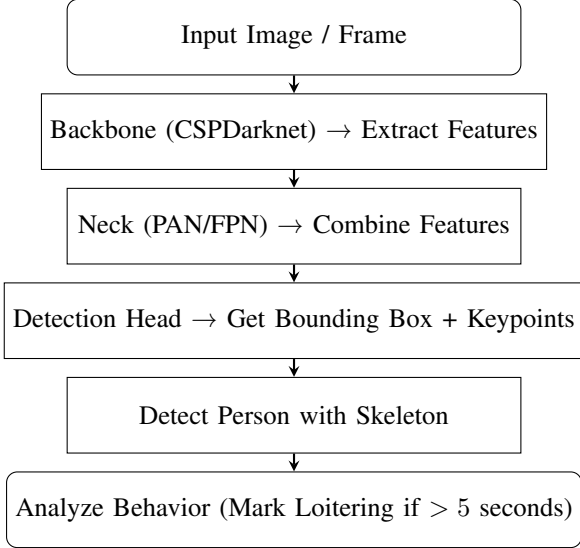 Input Image / Frame
Backbone (CSPDarknet) → Extract Features
Neck (PAN/FPN) → Combine Features
Detection Head → Get Bounding Box + Keypoints
Detect Person with Skeleton
Analyze Behavior (Mark Loitering if > 5 seconds)